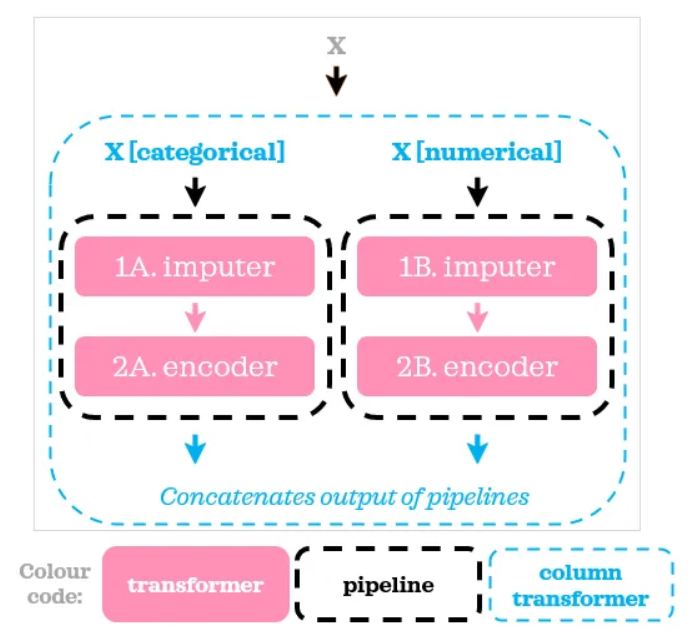 X
X [categorical] X [numerical]
1A. imputer 1B. imputer
2A. encoder 2B. encoder
Concatenates output of pipelines
Colour code: transformer pipeline column transformer